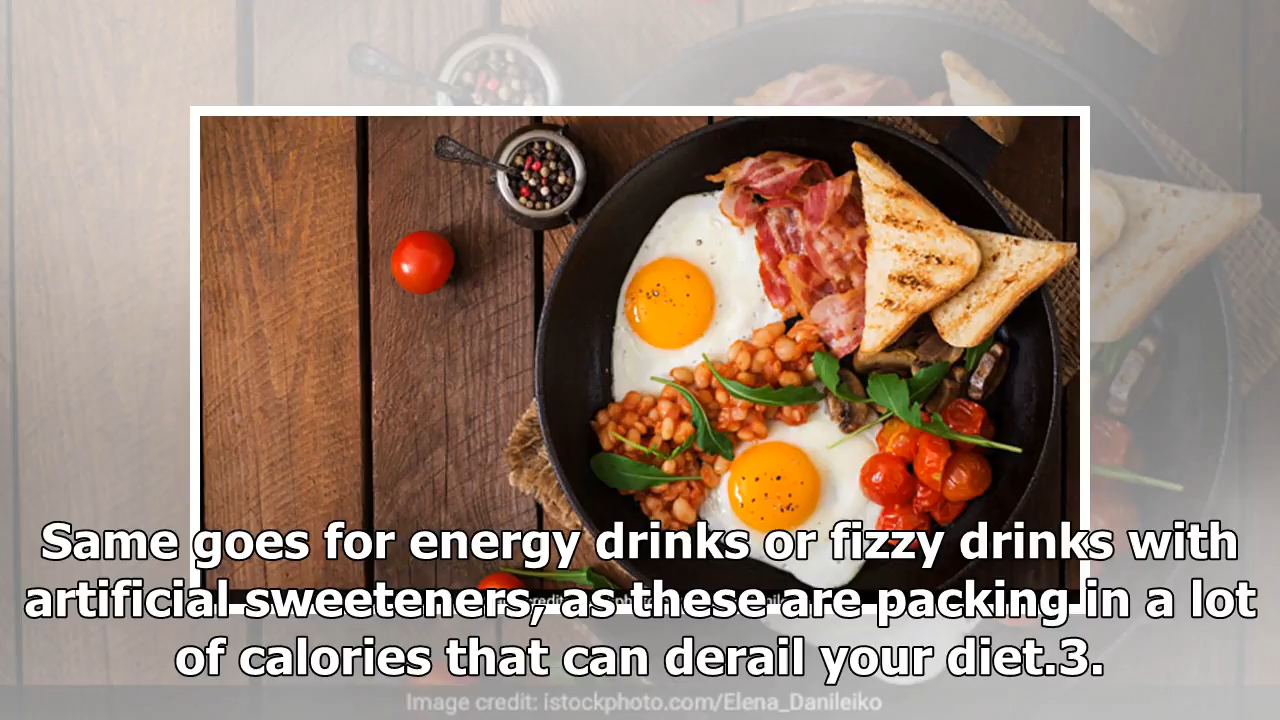 Same goes for energy drinks or fizzy drinks with
artificial sweeteners, as these are packing in a lot
of calories that can derail your diet.3.
Image credit: istockphoto.com/Elena_Danileiko